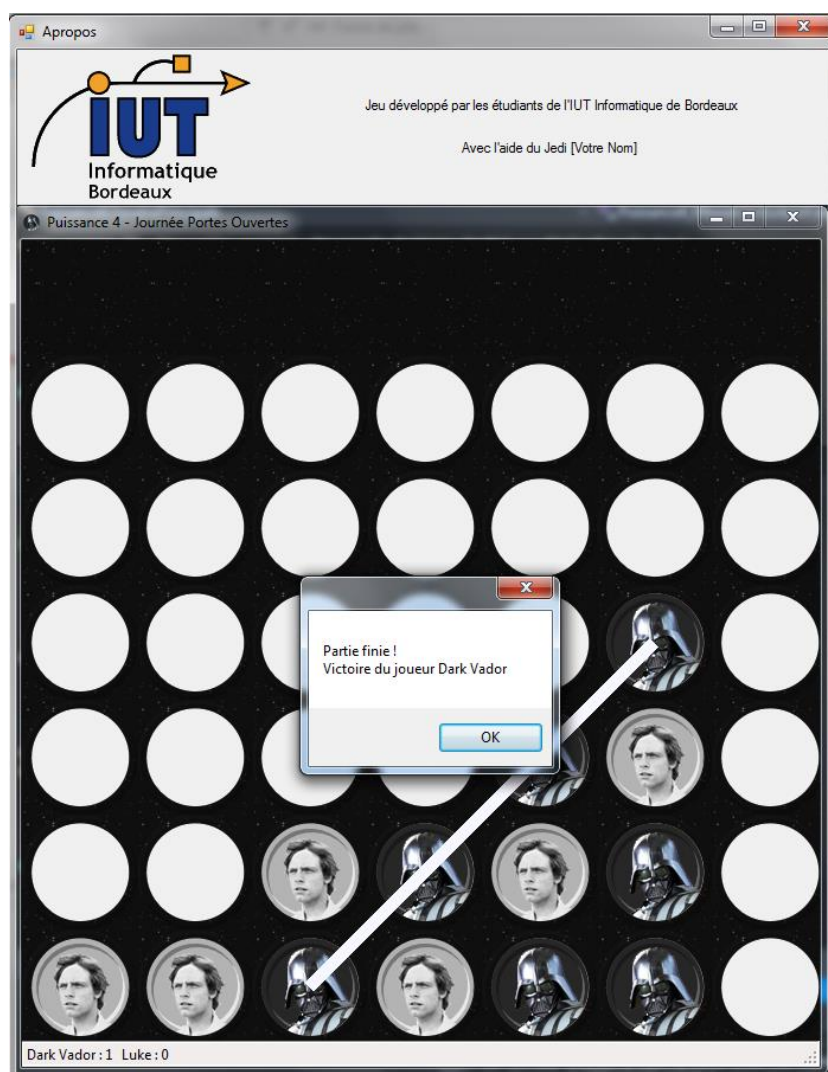 Apropos
IUT
Informatique
Bordeaux
Jeu développé par les étudiants de l'IUT Informatique de Bordeaux
Avec l'aide du Jedi [Votre Nom]
Puissance 4 - Journée Portes Ouvertes
Partie finie !
Victoire du joueur Dark Vador
OK
Dark Vador : 1 Luke : 0